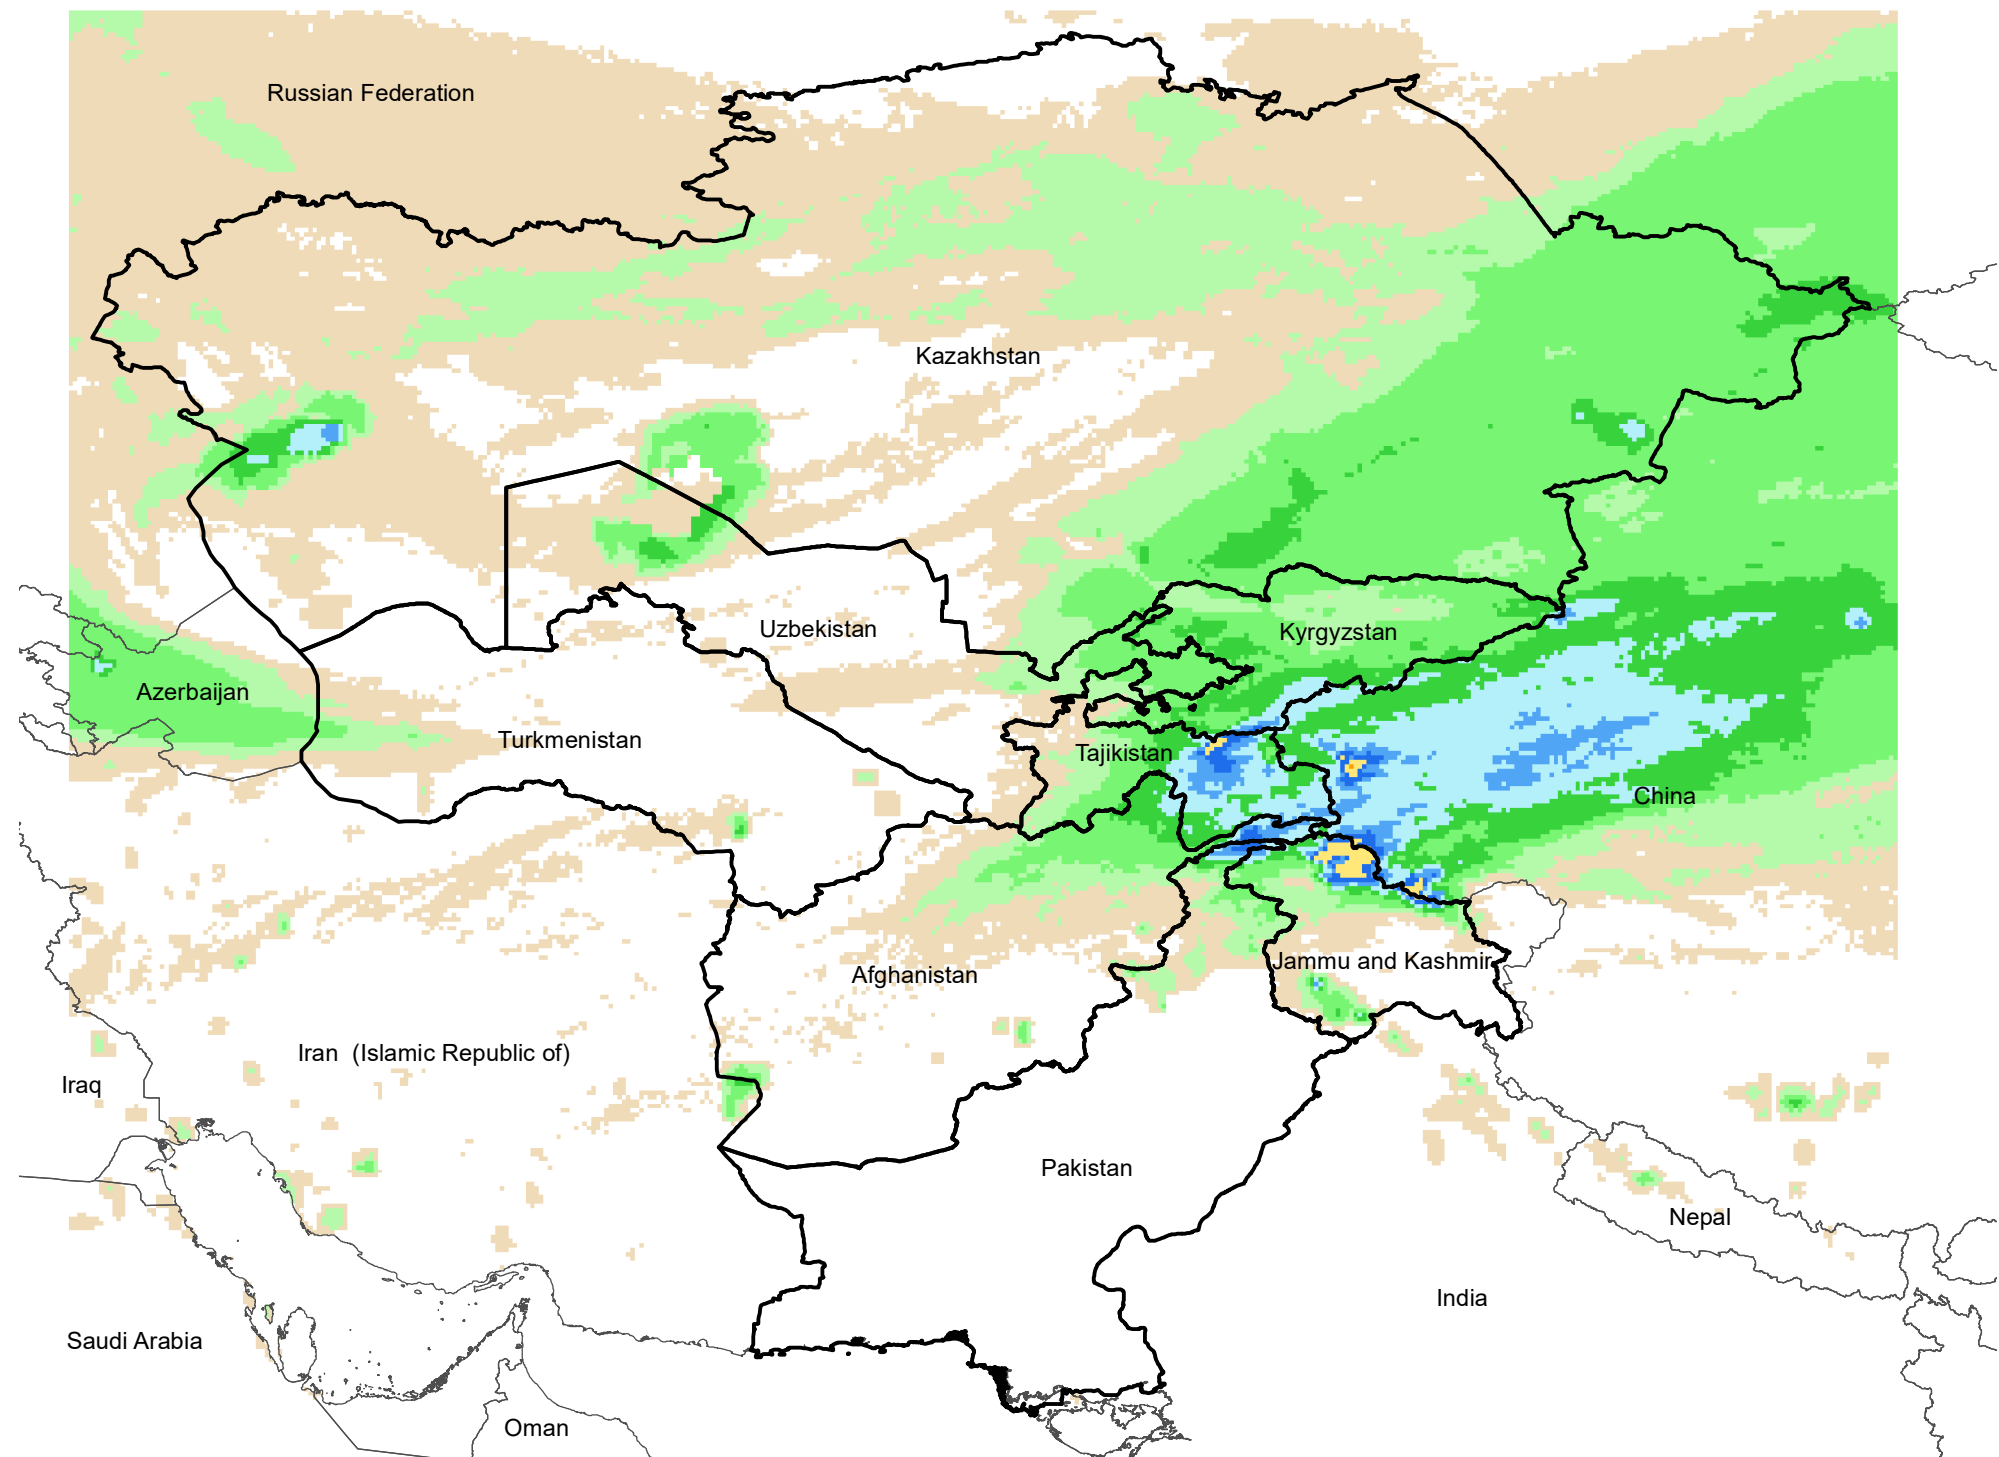 Russian Federation
Kazakhstan
Uzbekistan
Kyrgyzstan
Azerbaijan
Turkmenistan
Tajikistan
China
Afghanistan
Jammu and Kashmir
Iran  (Islamic Republic of)
Iraq
Pakistan
Nepal
India
Saudi Arabia
Oman